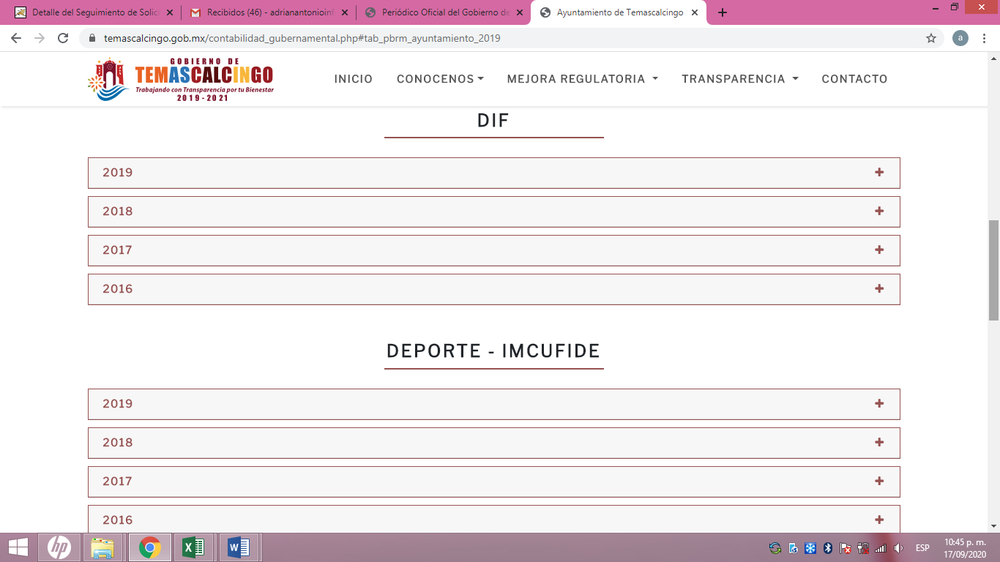 Detalle del Seguimiento de Solici
Recibidos (46) - adrianantonioinf
Periódico Oficial del Gobierno de
Ayuntamiento de Temascalcingo
temascalcingo.gob.mx/contabilidad_gubernamental.php#tab_pbrm_ayuntamiento_2019
a
GOBIERNO DE
TEMASCALCINGO
Trabajando con Transparencia por tu Bienestar
2019-2021
INICIO
CONOCENOS
MEJORA REGULATORIA
TRANSPARENCIA
CONTACTO
DIF
2019
2018
2017
2016
DEPORTE - IMCUFIDE
2019
2018
2017
2016
hp
ESP
10:45 p. m.
17/09/2020